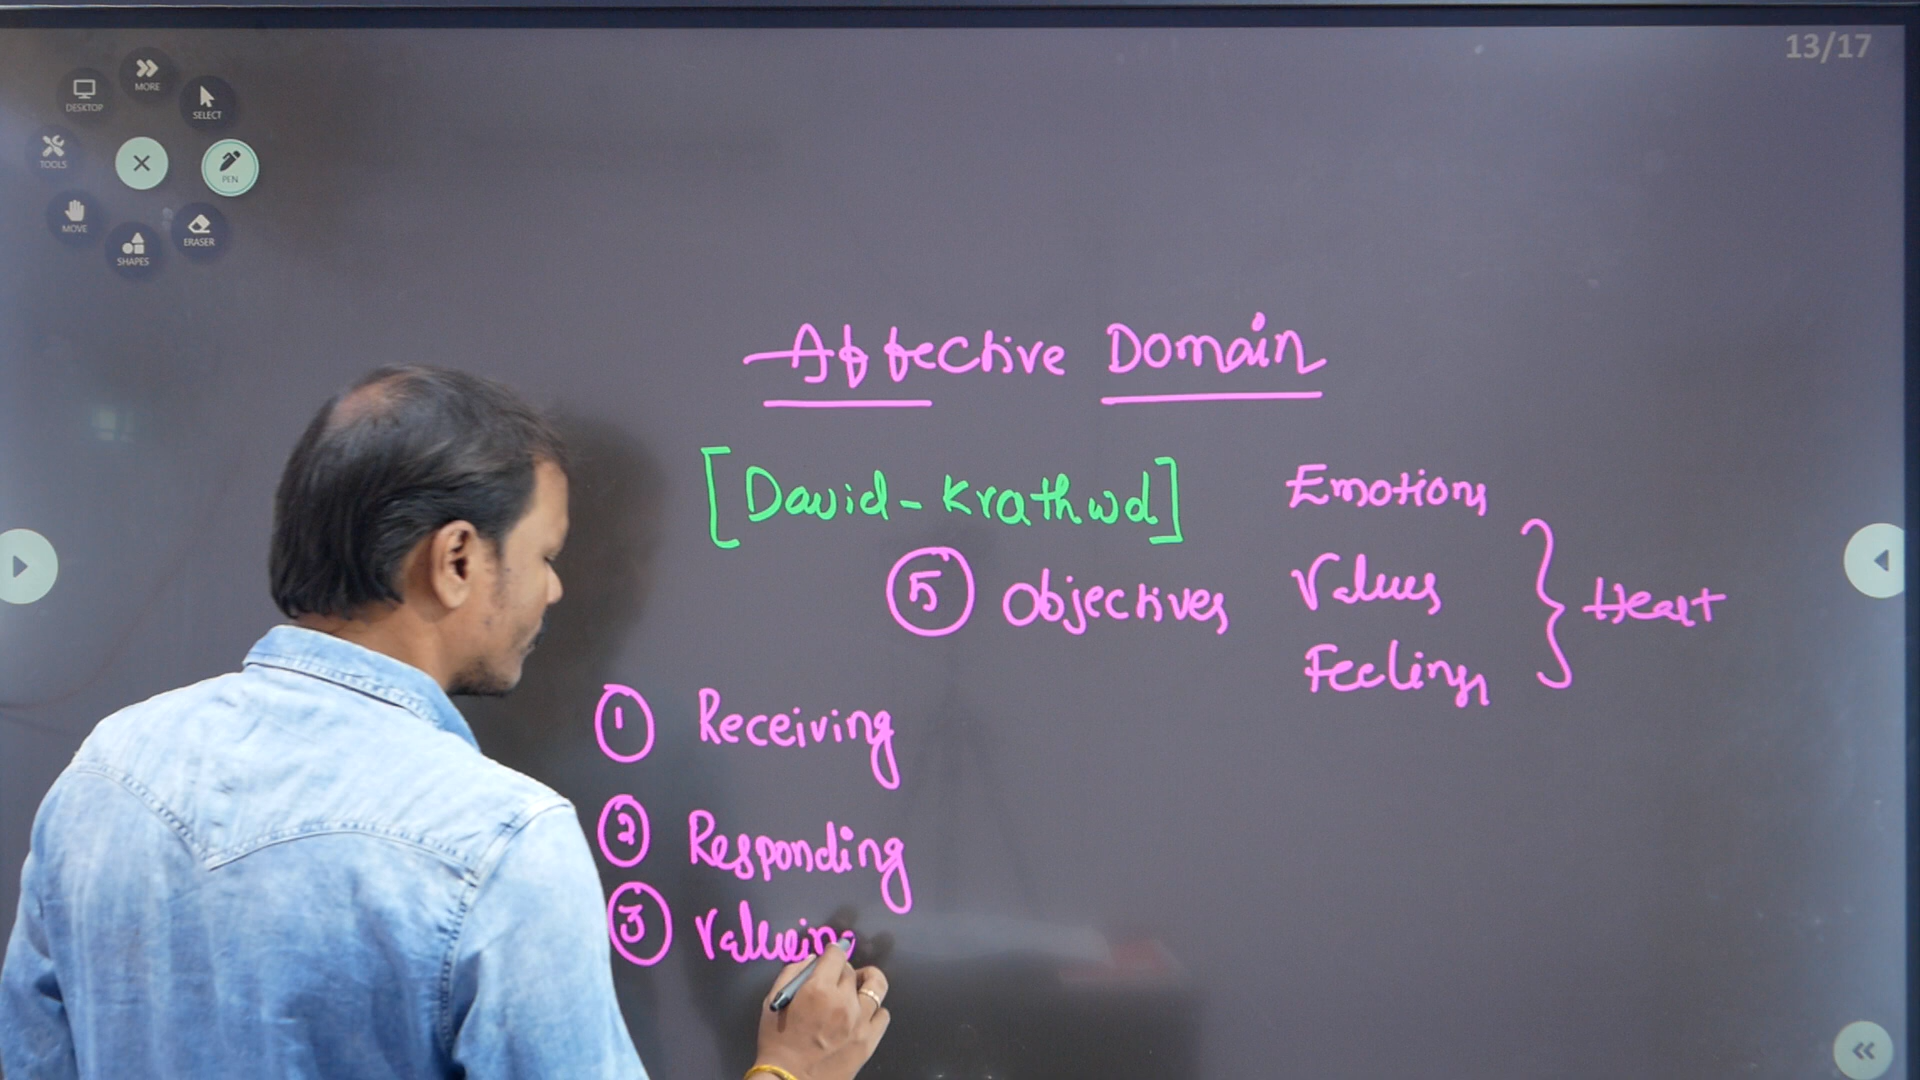 13/17
MORE
DESKTOP
SELECT
TOOLS
PEN
MOVE
ERASER
SHAPES
Affective Domain
[David-Krathwd]
Emotions
5 Objectives
Values
Heart
Feelings
1 Receiving
2 Responding
3 Valueing